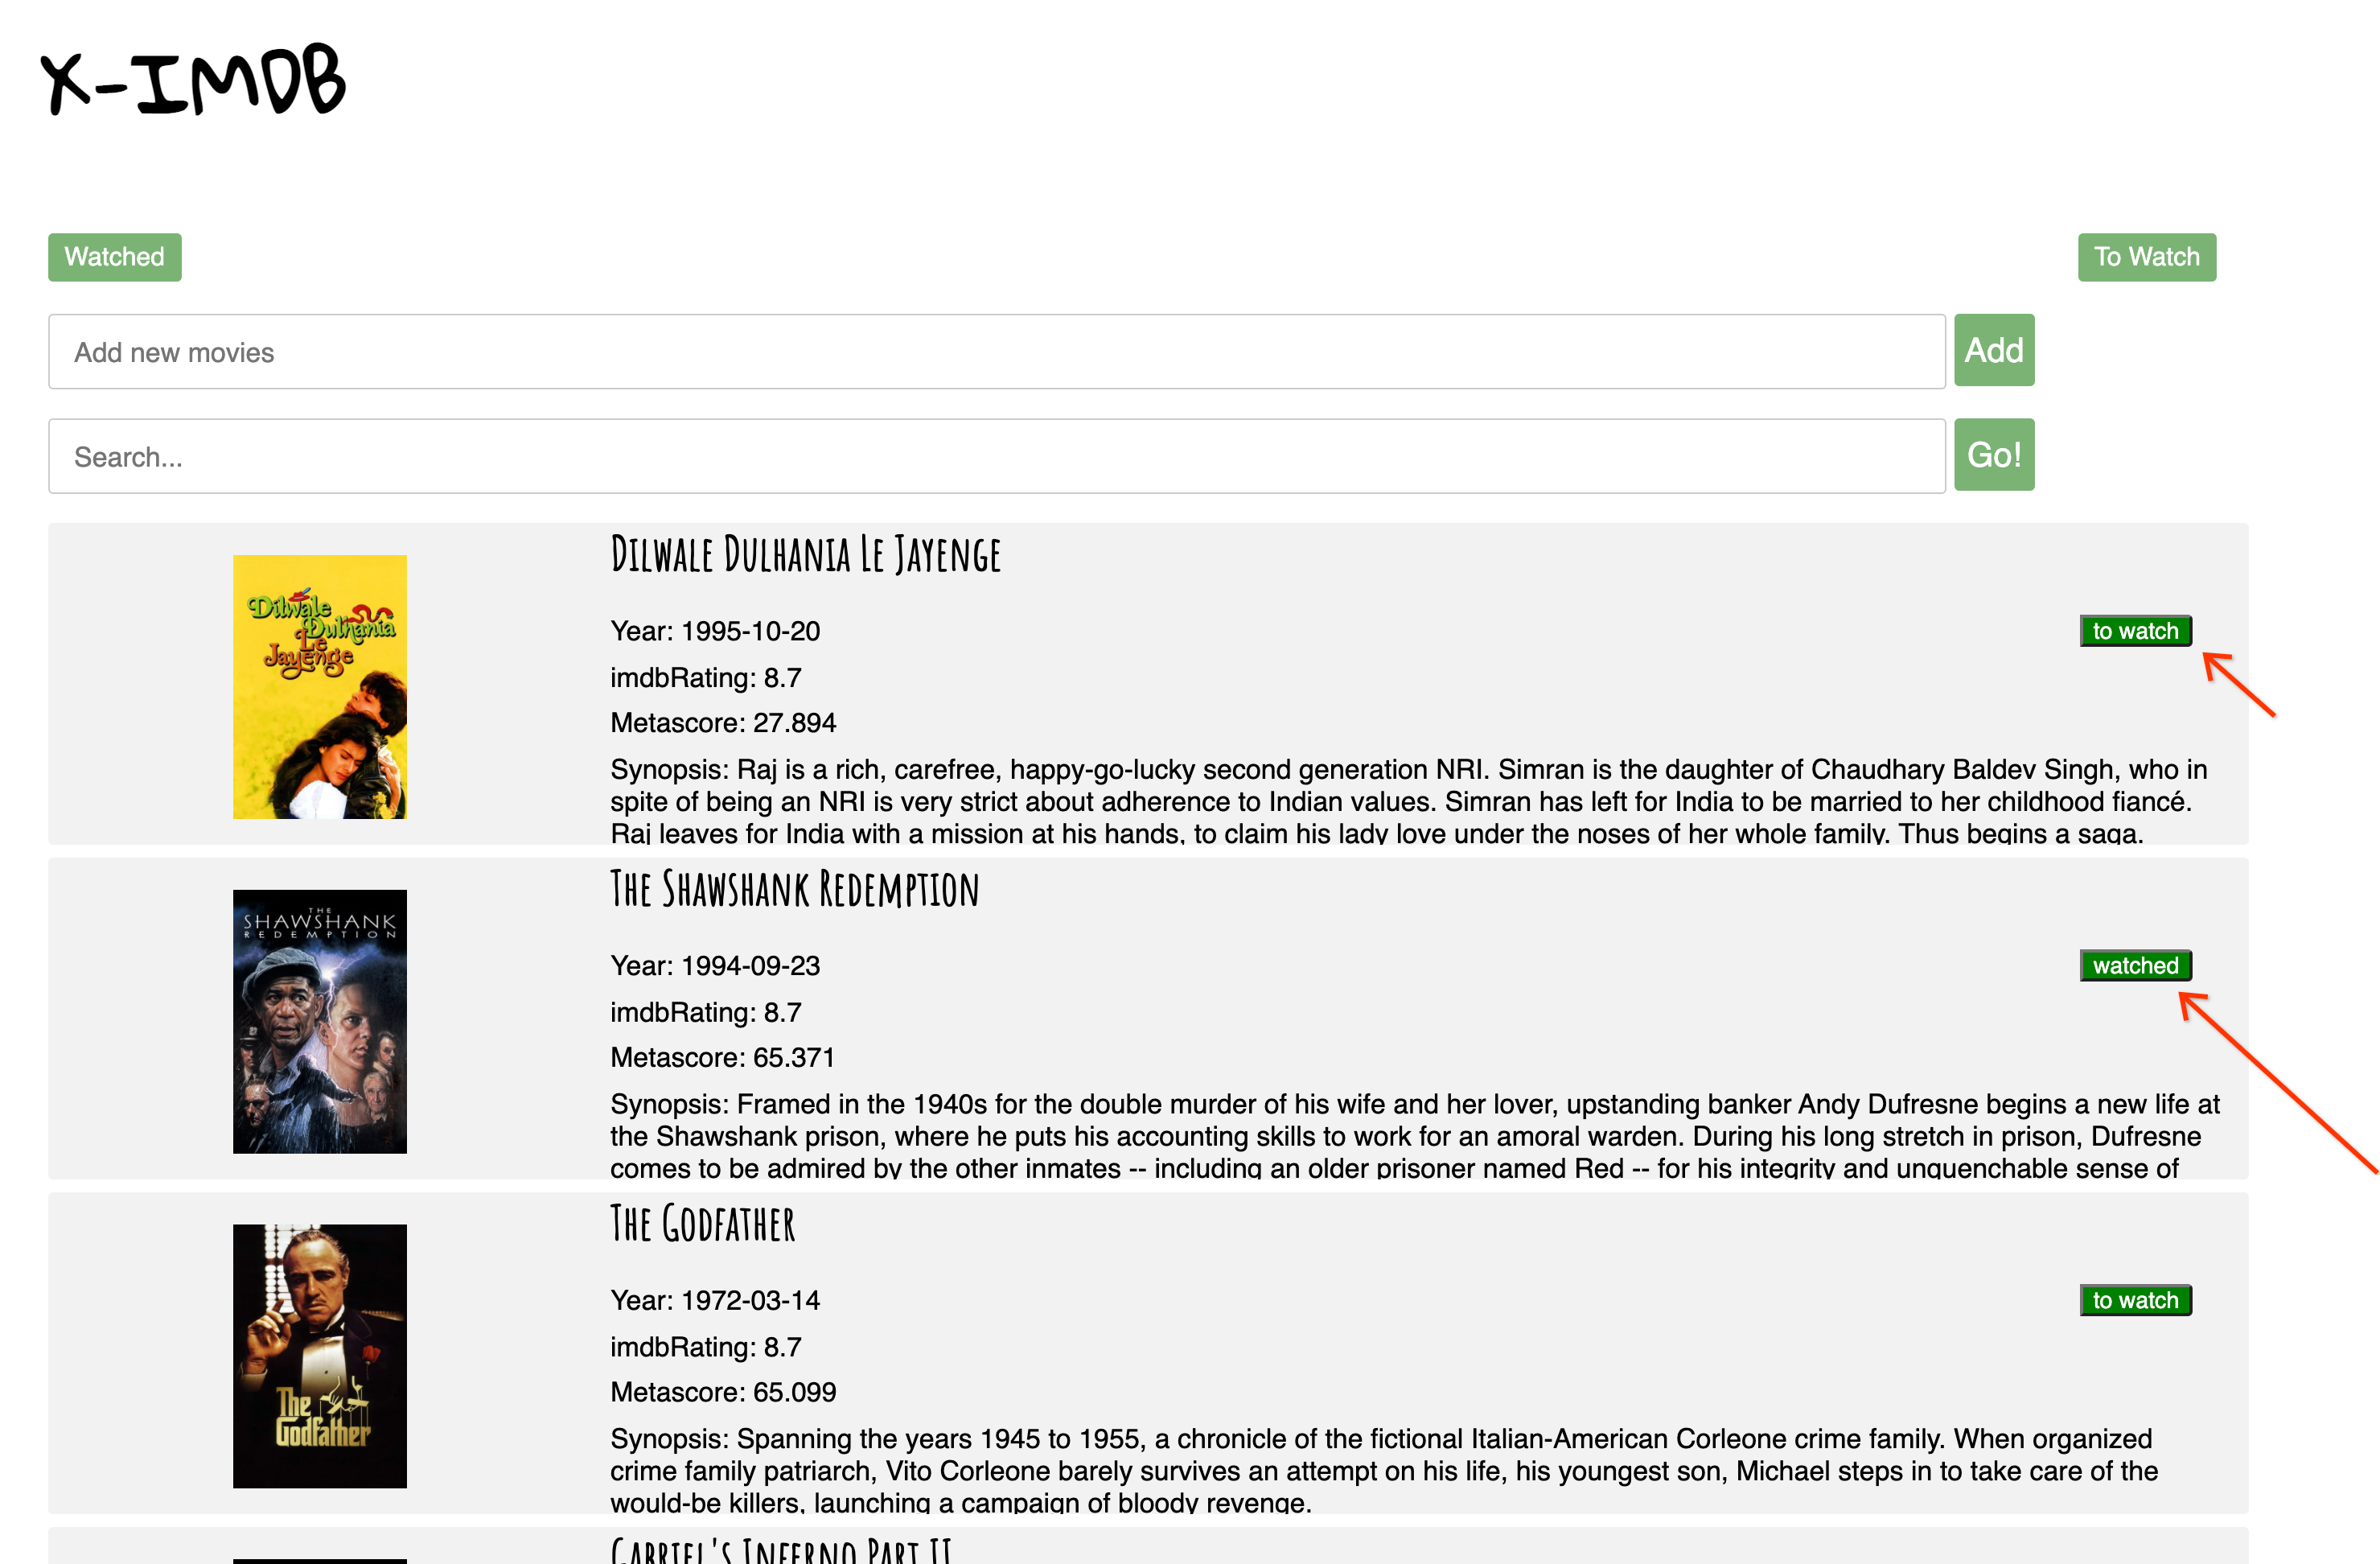 X-IMDB
Watched
To Watch
Add new movies
Add
Search...
Go!
Dilwale Dulhania Le Jayenge
Dilwale
Dulhania
Le
Jayenge
Year: 1995-10-20
to watch
imdbRating: 8.7
Metascore: 27.894
Synopsis: Raj is a rich, carefree, happy-go-lucky second generation NRI. Simran is the daughter of Chaudhary Baldev Singh, who in
spite of being an NRI is very strict about adherence to Indian values. Simran has left for India to be married to her childhood fiancé.
Raj leaves for India with a mission at his hands, to claim his lady love under the noses of her whole family. Thus begins a saga.
The Shawshank Redemption
THE
SHAWSHANK
REDEMPTION
Year: 1994-09-23
watched
imdbRating: 8.7
Metascore: 65.371
Synopsis: Framed in the 1940s for the double murder of his wife and her lover, upstanding banker Andy Dufresne begins a new life at
the Shawshank prison, where he puts his accounting skills to work for an amoral warden. During his long stretch in prison, Dufresne
comes to be admired by the other inmates -- including an older prisoner named Red -- for his integrity and unquenchable sense of
The Godfather
The
Godfather
Year: 1972-03-14
to watch
imdbRating: 8.7
Metascore: 65.099
Synopsis: Spanning the years 1945 to 1955, a chronicle of the fictional Italian-American Corleone crime family. When organized
crime family patriarch, Vito Corleone barely survives an attempt on his life, his youngest son, Michael steps in to take care of the
would-be killers, launching a campaign of bloody revenge.
Gabriel's Inferno Part II